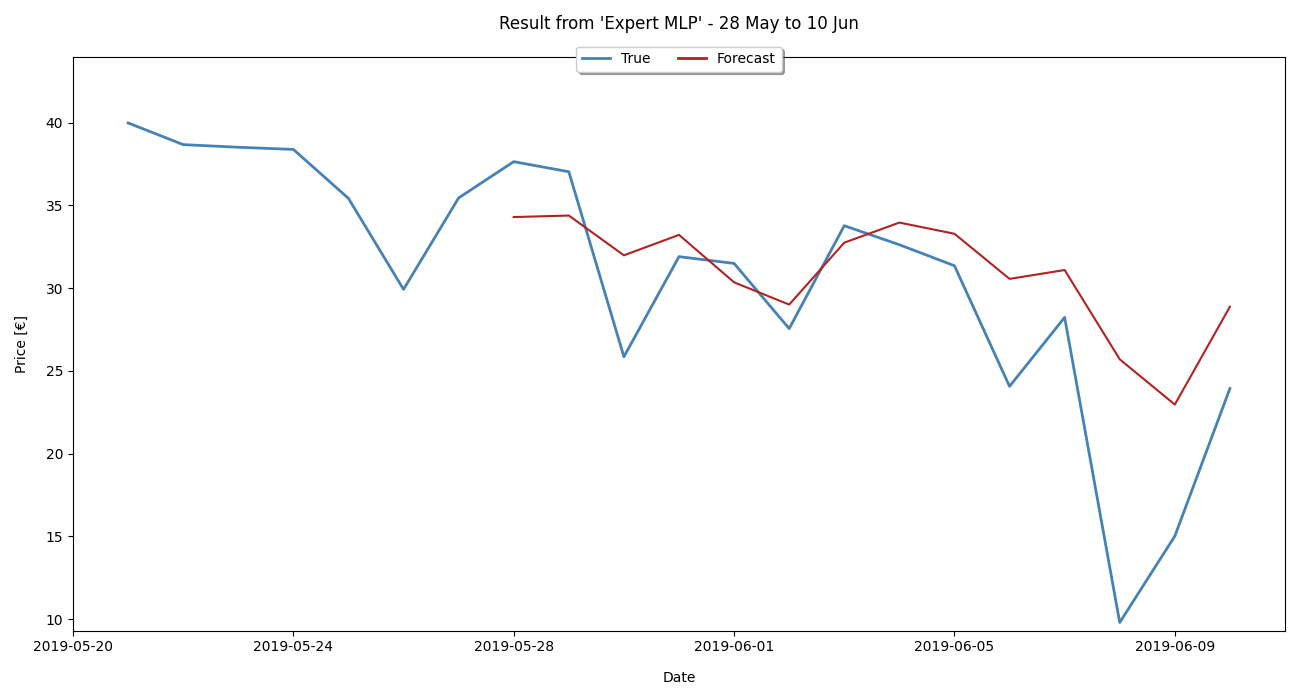 Result from 'Expert MLP' - 28 May to 10 Jun
True Forecast
Price [€]
40
35
30
25
20
15
10
2019-05-20 2019-05-24 2019-05-28 2019-06-01 2019-06-05 2019-06-09
Date